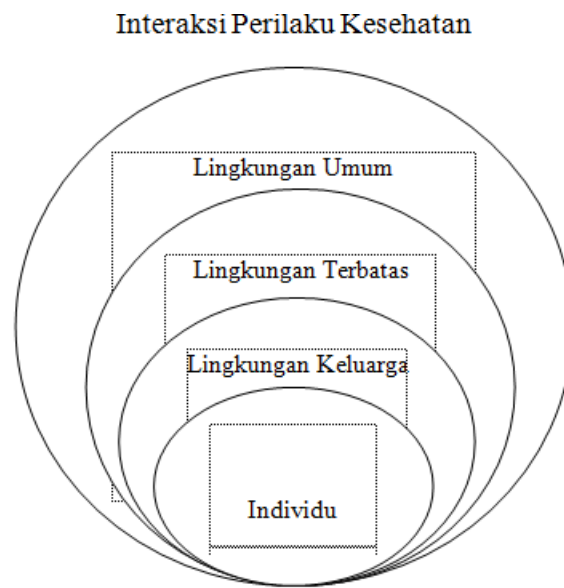 Interaksi Perilaku Kesehatan
Lingkungan Umum
Lingkungan Terbatas
Lingkungan Keluarga
Individu